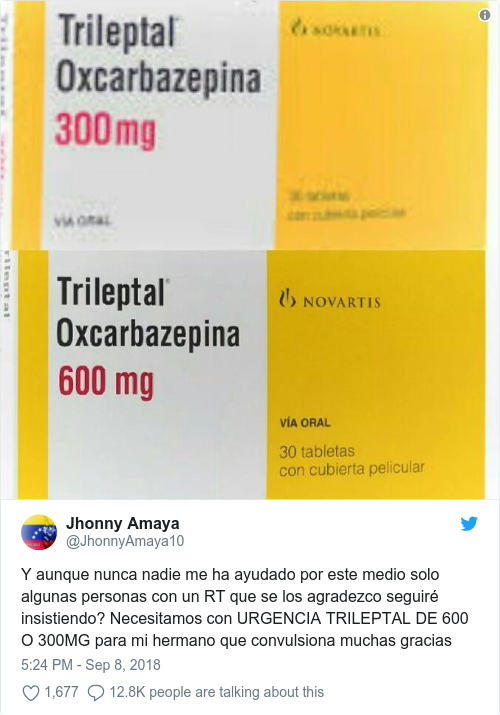 Trileptal
Oxcarbazepina
300mg
VÍA ORAL
NOVARTIS
30 tabletas
con cubierta pelicular
Trileptal
Trileptal®
Oxcarbazepina
600 mg
NOVARTIS
VÍA ORAL
30 tabletas
con cubierta pelicular
Jhonny Amaya
@JhonnyAmaya10
Y aunque nunca nadie me ha ayudado por este medio solo
algunas personas con un RT que se los agradezco seguiré
insistiendo? Necesitamos con URGENCIA TRILEPTAL DE 600
O 300MG para mi hermano que convulsiona muchas gracias
5:24 PM - Sep 8, 2018
1,677
12.8K people are talking about this